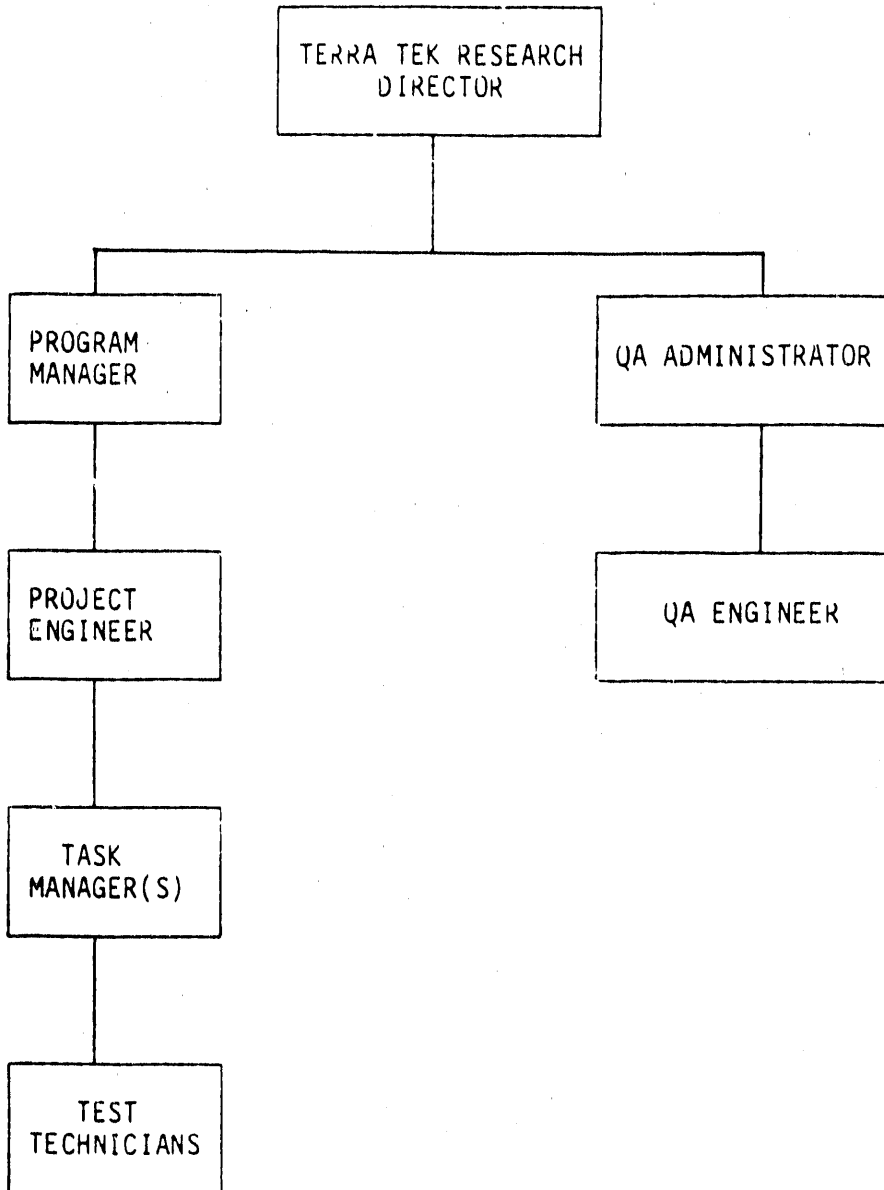 TERRA TEK RESEARCH
DIRECTOR
PROGRAM
MANAGER
QA ADMINISTRATOR
PROJECT
ENGINEER
QA ENGINEER
TASK
MANAGER(S)
TEST
TECHNICIANS